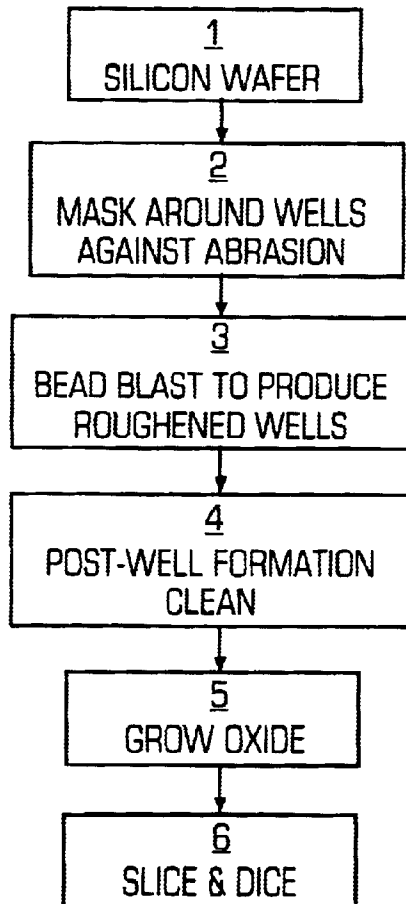 1
SILICON WAFER
2
MASK AROUND WELLS
AGAINST ABRASION
3
BEAD BLAST TO PRODUCE
ROUGHENED WELLS
4
POST-WELL FORMATION
CLEAN
5
GROW OXIDE
6
SLICE & DICE